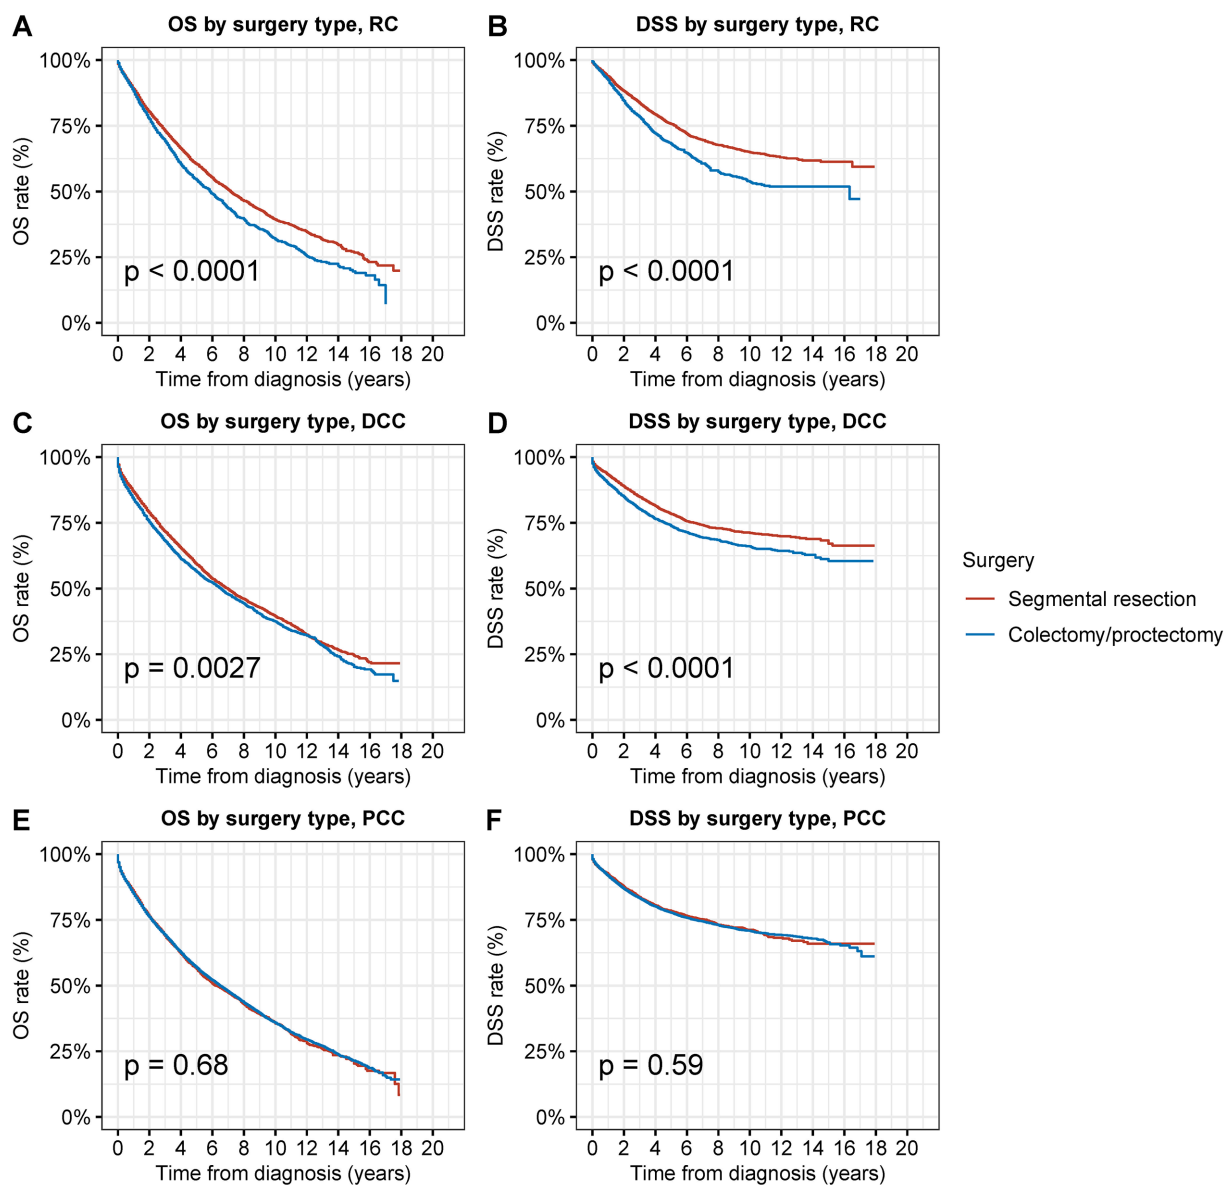 A
OS by surgery type, RC
OS rate (%)
100%
75%
50%
25%
0%
p < 0.0001
0 2 4 6 8 10 12 14 16 18 20
Time from diagnosis (years)
B
DSS by surgery type, RC
DSS rate (%)
100%
75%
50%
25%
0%
p < 0.0001
0 2 4 6 8 10 12 14 16 18 20
Time from diagnosis (years)
C
OS by surgery type, DCC
OS rate (%)
100%
75%
50%
25%
0%
p = 0.0027
0 2 4 6 8 10 12 14 16 18 20
Time from diagnosis (years)
D
DSS by surgery type, DCC
DSS rate (%)
100%
75%
50%
25%
0%
p < 0.0001
0 2 4 6 8 10 12 14 16 18 20
Time from diagnosis (years)
Surgery
Segmental resection
Colectomy/proctectomy
E
OS by surgery type, PCC
OS rate (%)
100%
75%
50%
25%
0%
p = 0.68
0 2 4 6 8 10 12 14 16 18 20
Time from diagnosis (years)
F
DSS by surgery type, PCC
DSS rate (%)
100%
75%
50%
25%
0%
p = 0.59
0 2 4 6 8 10 12 14 16 18 20
Time from diagnosis (years)